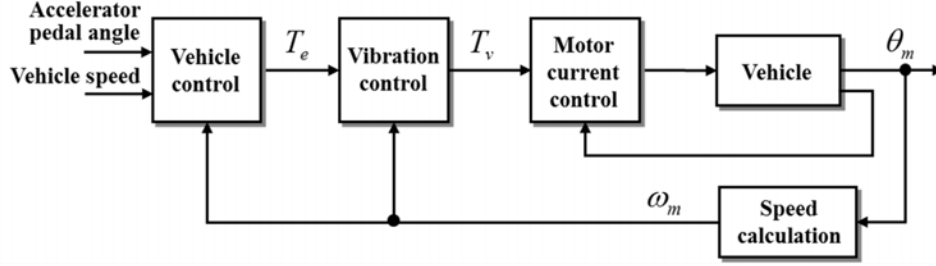 Accelerator
pedal angle
Vehicle speed
Vehicle
control
T_e
Vibration
control
T_v
Motor
current
control
Vehicle
θ_m
ω_m
Speed
calculation